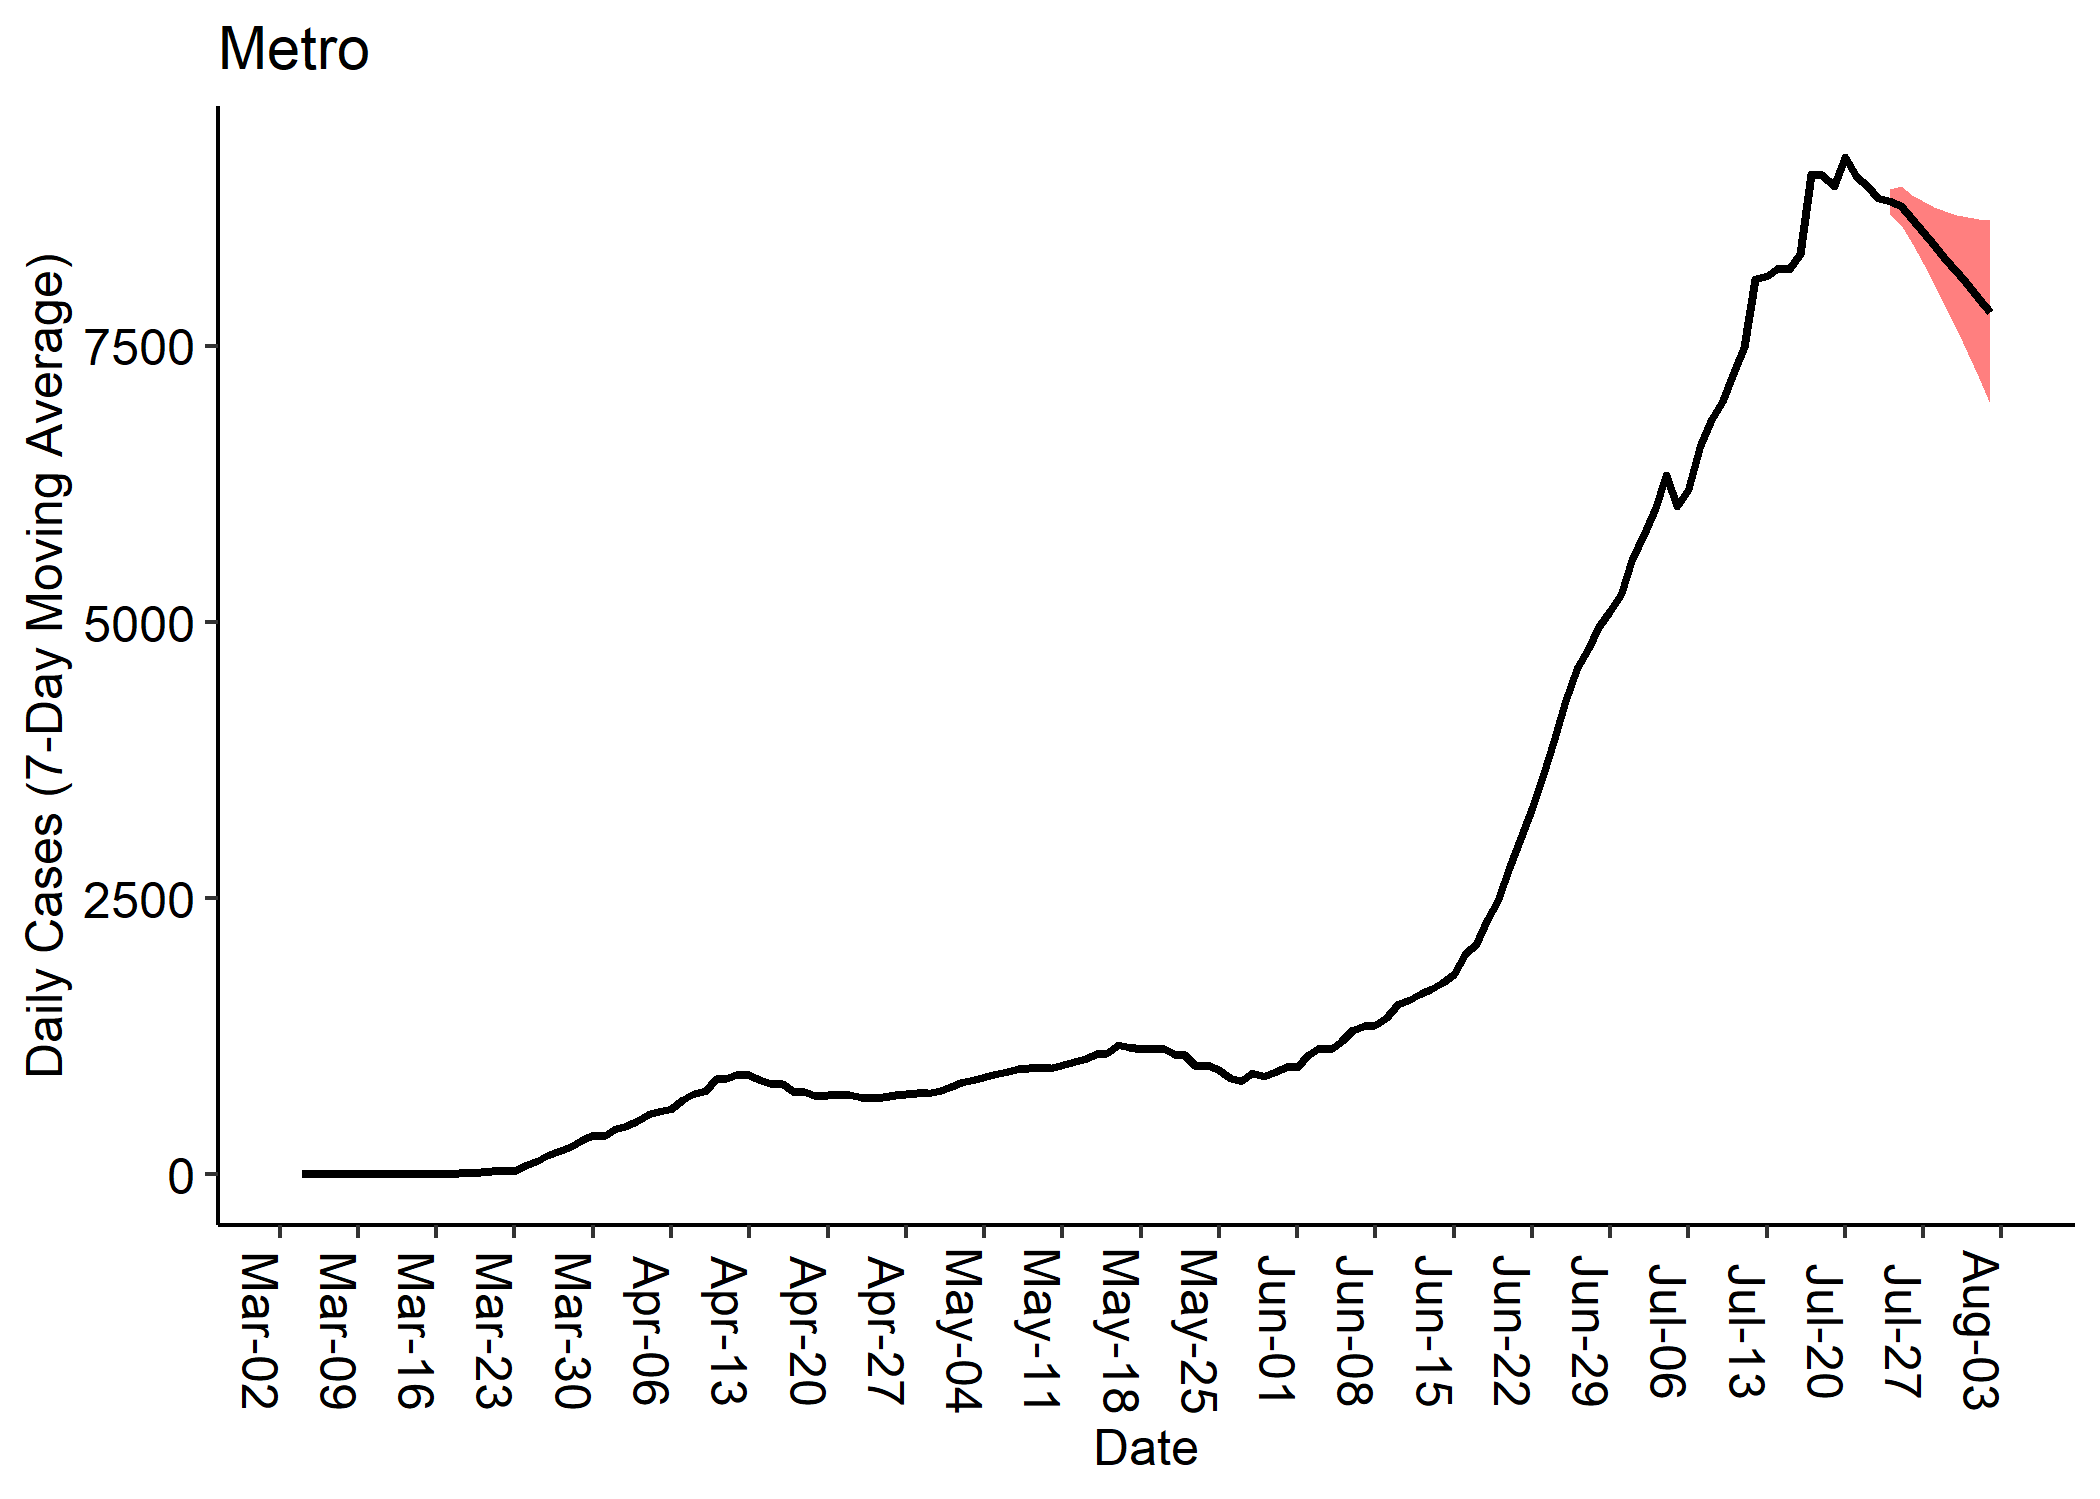 Metro
Daily Cases (7-Day Moving Average)
7500
5000
2500
0
Mar-02
Mar-09
Mar-16
Mar-23
Mar-30
Apr-06
Apr-13
Apr-20
Apr-27
May-04
May-11
May-18
May-25
Jun-01
Jun-08
Jun-15
Jun-22
Jun-29
Jul-06
Jul-13
Jul-20
Jul-27
Aug-03
Date